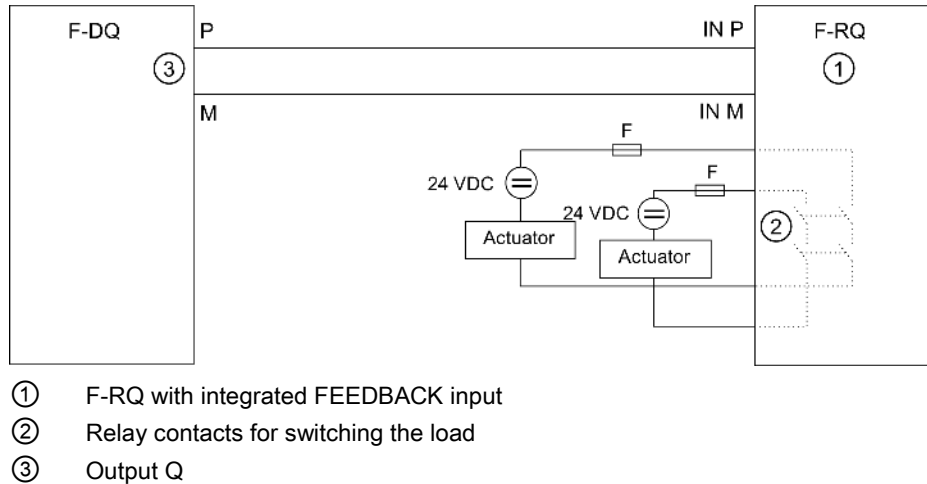 F-DQ P IN P F-RQ
③ ①
M IN M
F
F
24 VDC
24 VDC ②
Actuator
Actuator
① F-RQ with integrated FEEDBACK input
② Relay contacts for switching the load
③ Output Q